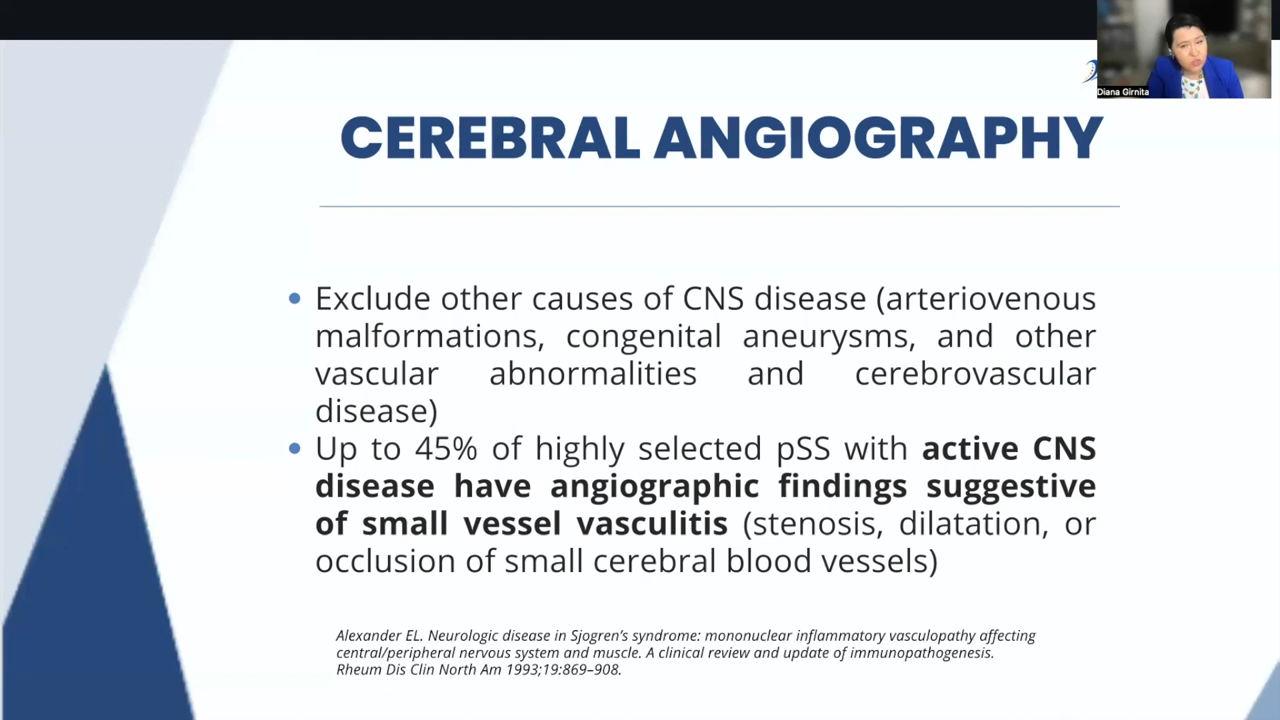 Diana Girnita
CEREBRAL ANGIOGRAPHY
Exclude other causes of CNS disease (arteriovenous
malformations, congenital aneurysms, and other
vascular abnormalities and cerebrovascular
disease)
Up to 45% of highly selected pSS with active CNS
disease have angiographic findings suggestive
of small vessel vasculitis (stenosis, dilatation, or
occlusion of small cerebral blood vessels)
Alexander EL. Neurologic disease in Sjogren's syndrome: mononuclear inflammatory vasculopathy affecting
central/peripheral nervous system and muscle. A clinical review and update of immunopathogenesis.
Rheum Dis Clin North Am 1993;19:869–908.